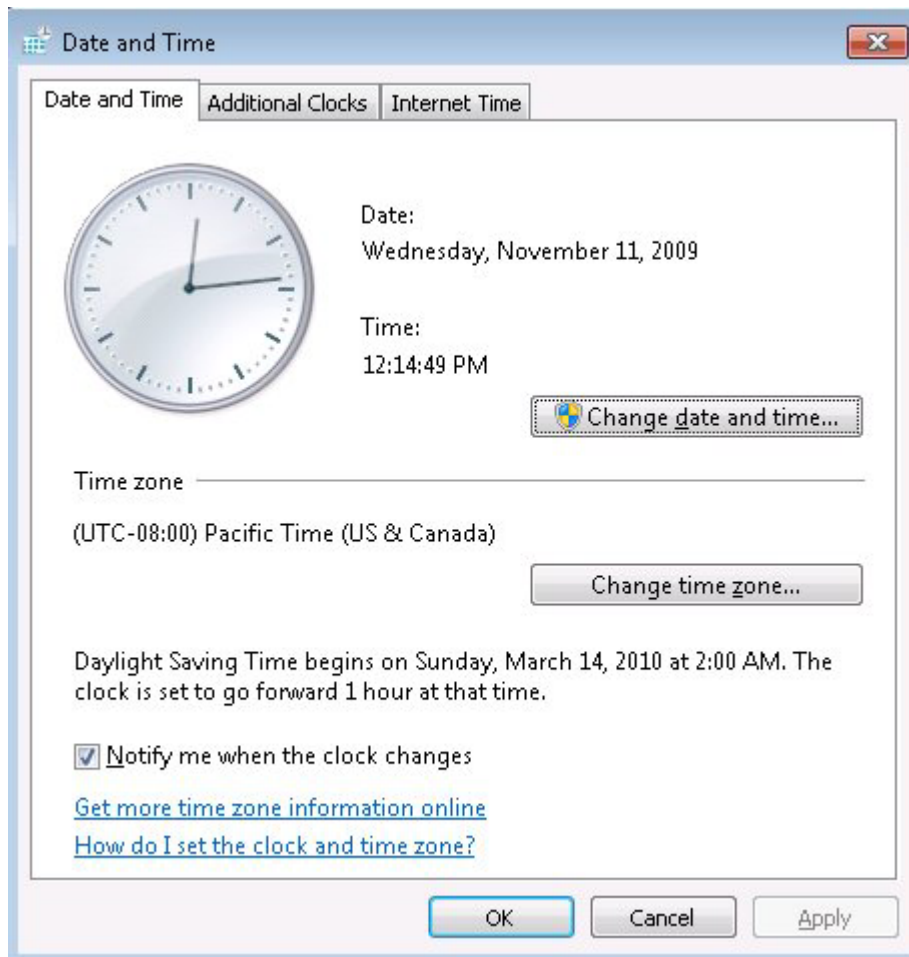 Date and Time
Date and Time
Additional Clocks
Internet Time
Date:
Wednesday, November 11, 2009
Time:
12:14:49 PM
Change date and time...
Time zone
(UTC-08:00) Pacific Time (US & Canada)
Change time zone...
Daylight Saving Time begins on Sunday, March 14, 2010 at 2:00 AM. The
clock is set to go forward 1 hour at that time.
Notify me when the clock changes
Get more time zone information online
How do I set the clock and time zone?
OK
Cancel
Apply